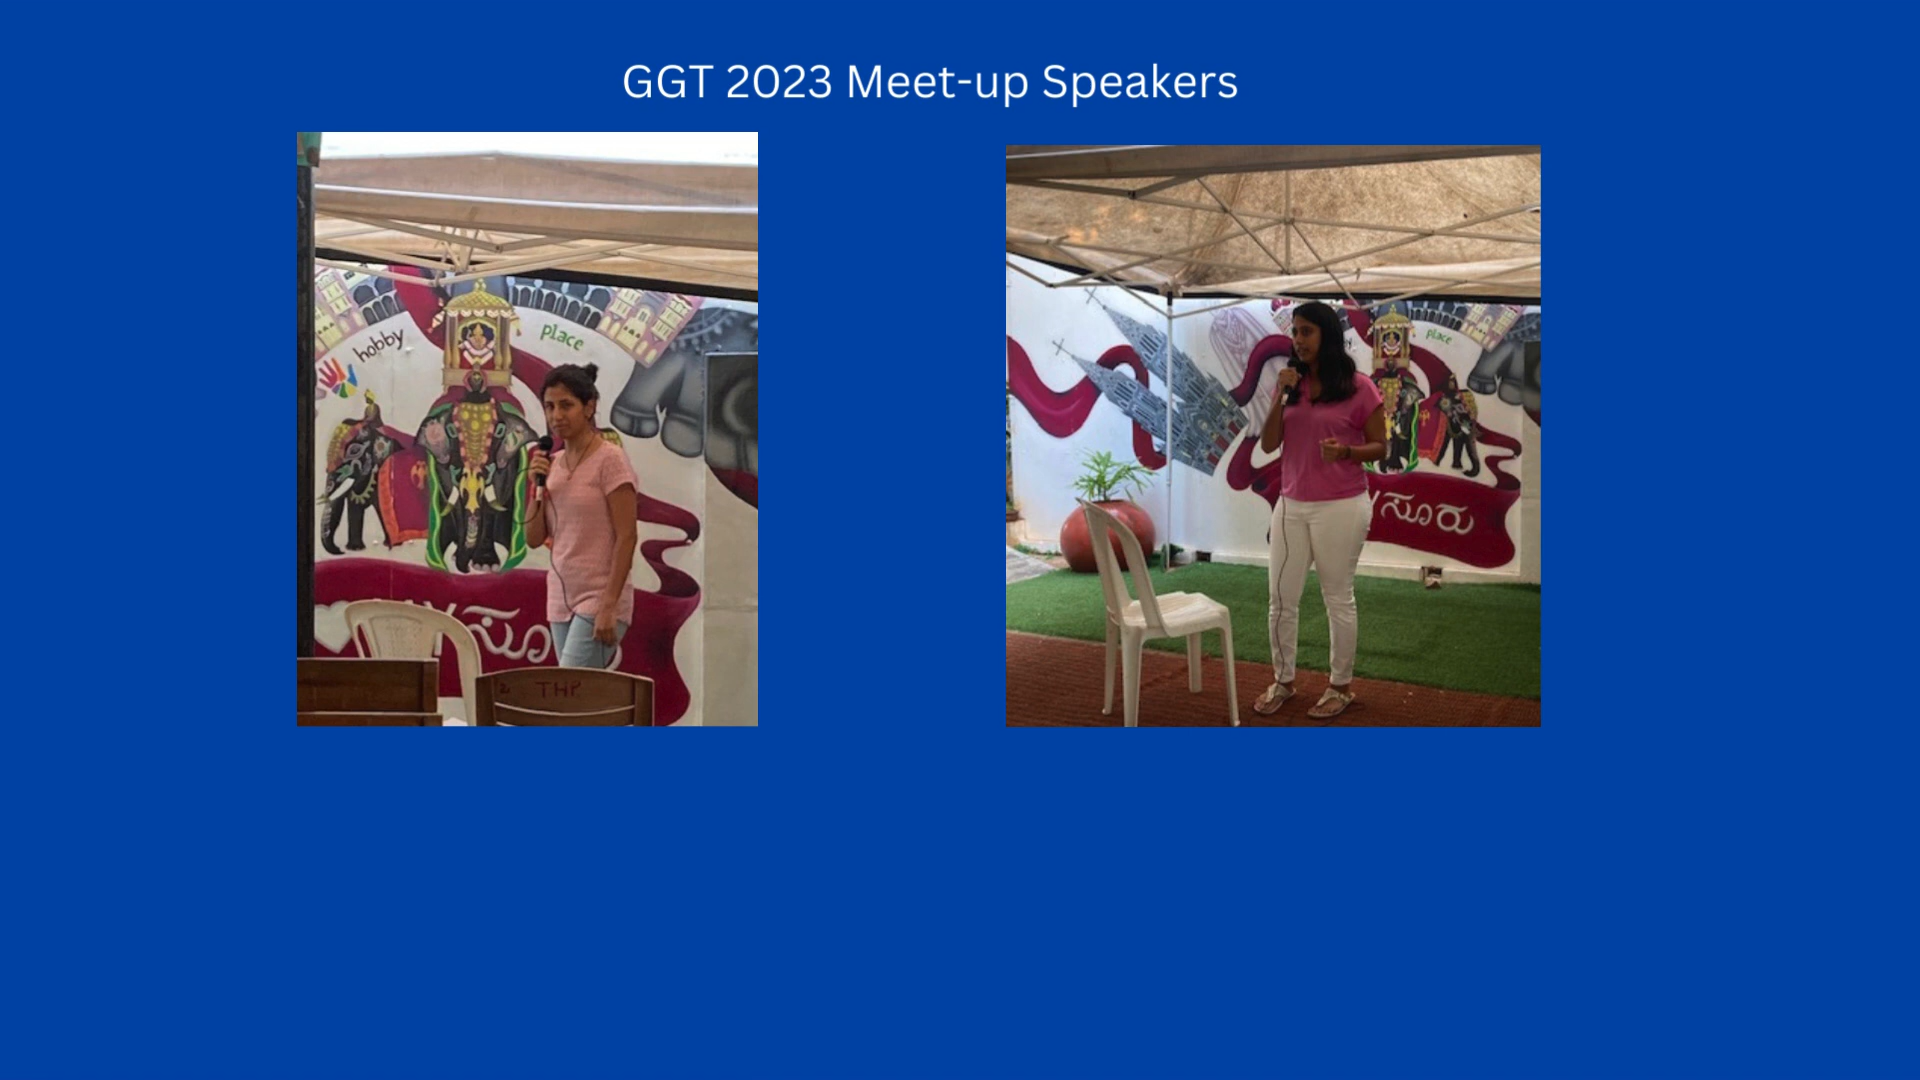 GGT 2023 Meet-up Speakers
hobby
place
THP
place
ಸೂರು